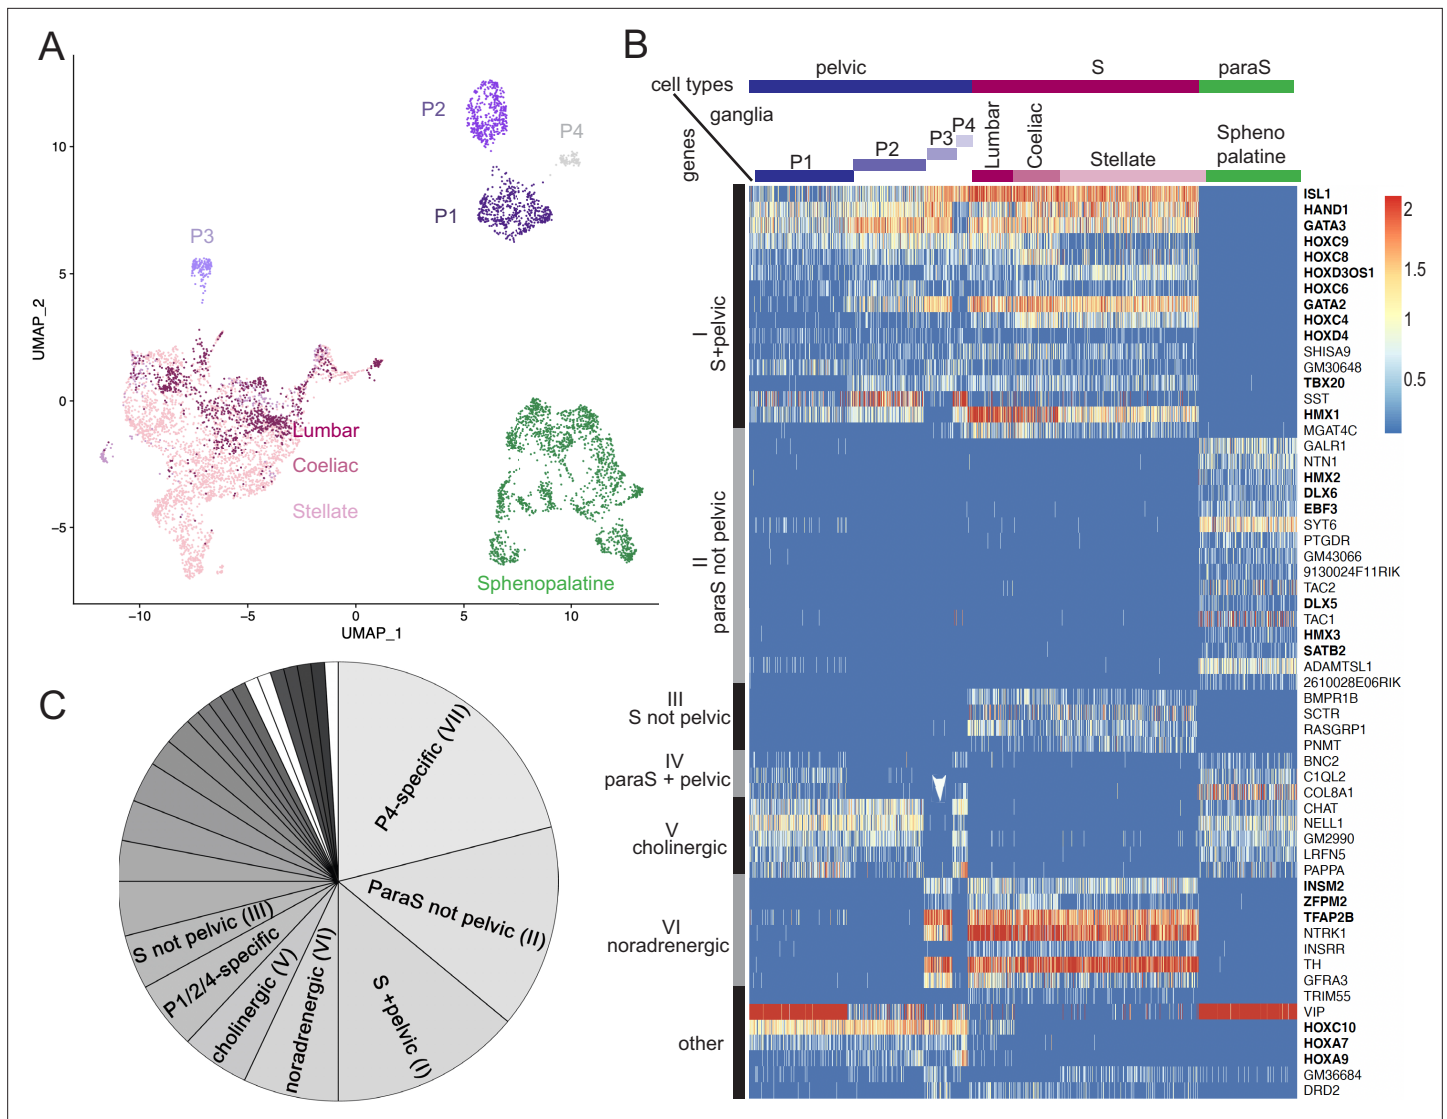 A
P2
P4
P1
P3
Lumbar
Coeliac
Stellate
Sphenopalatine
10
5
0
−5
UMAP_2
−10
−5
0
5
10
UMAP_1
B
pelvic
S
paraS
cell types
ganglia
genes
P1
P2
P3
P4
Lumbar
Coeliac
Stellate
Spheno
palatine
I
S+pelvic
II
paraS not pelvic
III
S not pelvic
IV
paraS + pelvic
V
cholinergic
VI
noradrenergic
other
ISL1
HAND1
GATA3
HOXC9
HOXC8
HOXD3OS1
HOXC6
GATA2
HOXC4
HOXD4
SHISA9
GM30648
TBX20
SST
HMX1
MGAT4C
GALR1
NTN1
HMX2
DLX6
EBF3
SYT6
PTGDR
GM43066
9130024F11RIK
TAC2
DLX5
TAC1
HMX3
SATB2
ADAMTSL1
2610028E06RIK
BMPR1B
SCTR
RASGRP1
PNMT
BNC2
C1QL2
COL8A1
CHAT
NELL1
GM2990
LRFN5
PAPPA
INSM2
ZFPM2
TFAP2B
NTRK1
INSRR
TH
GFRA3
TRIM55
VIP
HOXC10
HOXA7
HOXA9
GM36684
DRD2
2
1.5
1
0.5
C
P4-specific (VII)
ParaS not pelvic (II)
S +pelvic (I)
noradrenergic (VI)
cholinergic (V)
P1/2/4-specific
S not pelvic (III)